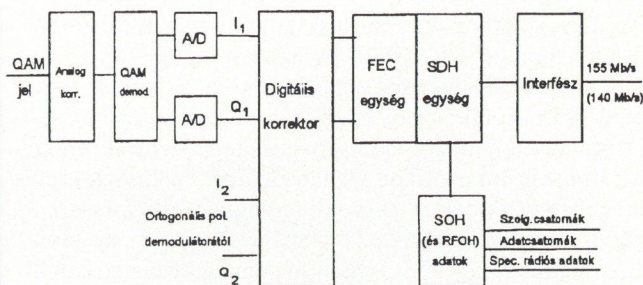 QAM
jel
Analog
korr.
QAM
demod.
A/D
I1
A/D
Q1
Digitális
korrektor
I2
Ortogonális pol.
demodulátorától
Q2
FEC
egység
SDH
egység
Interfész
155 Mb/s
(140 Mb/s)
SOH
(és RFOH)
adatok
Szolg.csatornák
Adatcsatornák
Spec. rádiós adatok